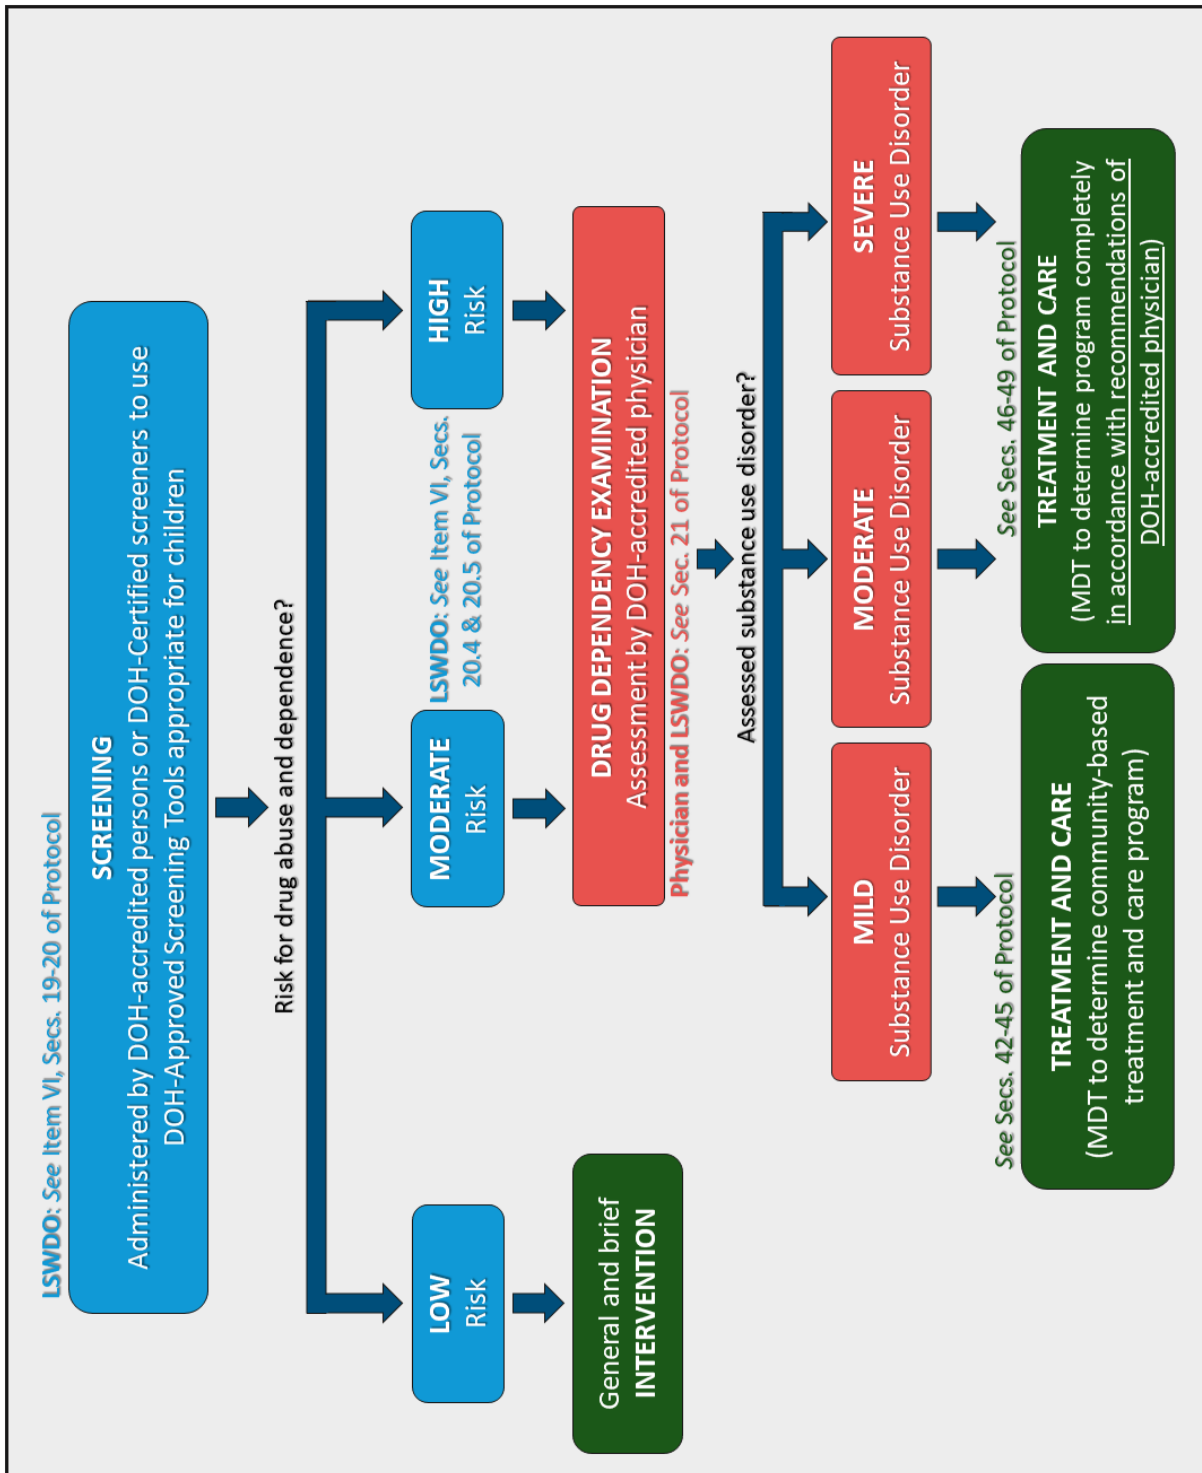 LSWDO: See Item VI, Secs. 19-20 of Protocol
SCREENING
Administered by DOH-accredited persons or DOH-Certified screeners to use
DOH-Approved Screening Tools appropriate for children
Risk for drug abuse and dependence?
LOW
Risk
MODERATE
Risk
LSWDO: See Item VI, Secs.
20.4 & 20.5 of Protocol
HIGH
Risk
General and brief
INTERVENTION
DRUG DEPENDENCY EXAMINATION
Assessment by DOH-accredited physician
Physician and LSWDO: See Sec. 21 of Protocol
Assessed substance use disorder?
MILD
Substance Use Disorder
MODERATE
Substance Use Disorder
SEVERE
Substance Use Disorder
See Secs. 42-45 of Protocol
See Secs. 46-49 of Protocol
TREATMENT AND CARE
(MDT to determine community-based
treatment and care program)
TREATMENT AND CARE
(MDT to determine program completely
in accordance with recommendations of
DOH-accredited physician)